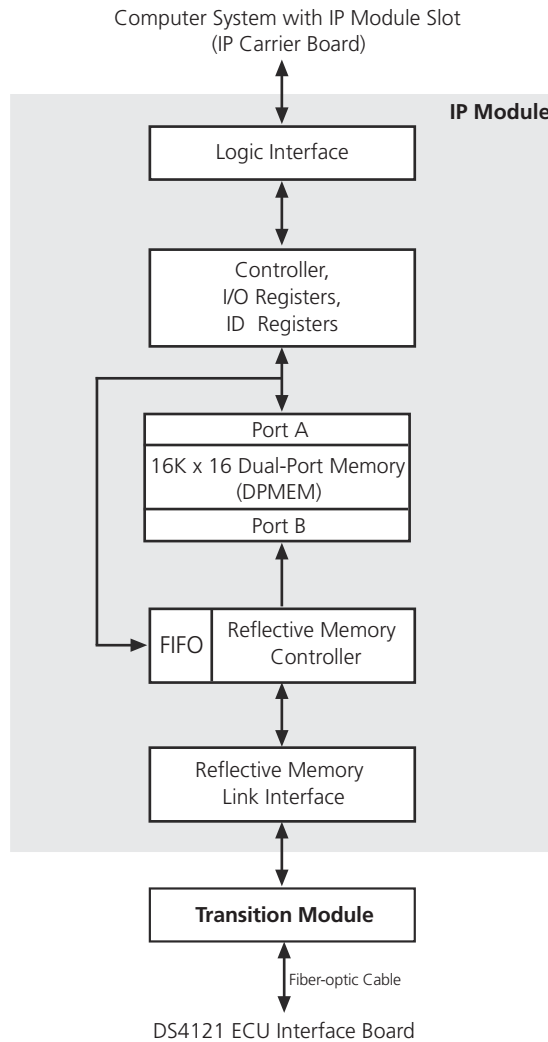 Computer System with IP Module Slot
(IP Carrier Board)
IP Module
Logic Interface
Controller,
I/O Registers,
ID Registers
Port A
16K x 16 Dual-Port Memory
(DPMEM)
Port B
FIFO
Reflective Memory
Controller
Reflective Memory
Link Interface
Transition Module
Fiber-optic Cable
DS4121 ECU Interface Board